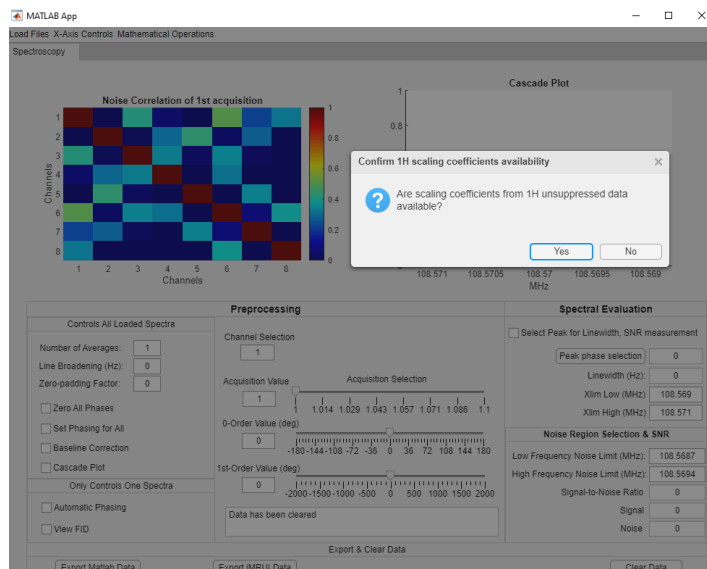 MATLAB App
Load Files X-Axis Controls Mathematical Operations
Spectroscopy
Noise Correlation of 1st acquisition
Cascade Plot
1
2
3
4
5
6
7
8
Channels
1 2 3 4 5 6 7 8
Channels
1
0.8
0.6
0.4
0.2
0
1
0.8
108.571 108.5705 108.57 108.5695 108.569
MHz
Confirm 1H scaling coefficients availability
Are scaling coefficients from 1H unsuppressed data
available?
Yes No
Preprocessing
Controls All Loaded Spectra
Number of Averages: 1
Line Broadening (Hz): 0
Zero-padding Factor: 0
Zero All Phases
Set Phasing for All
Baseline Correction
Cascade Plot
Only Controls One Spectra
Automatic Phasing
View FID
Channel Selection
1
Acquisition Value Acquisition Selection
1
1 1.014 1.029 1.043 1.057 1.071 1.086 1.1
0-Order Value (deg)
0
-180 -144 -108 -72 -36 0 36 72 108 144 180
1st-Order Value (deg)
0
-2000 -1500 -1000 -500 0 500 1000 1500 2000
Data has been cleared
Spectral Evaluation
Select Peak for Linewidth, SNR measurement
Peak phase selection 0
Linewidth (Hz): 0
Xlim Low (MHz) 108.569
Xlim High (MHz) 108.571
Noise Region Selection & SNR
Low Frequency Noise Limit (MHz): 108.5687
High Frequency Noise Limit (MHz): 108.5694
Signal-to-Noise Ratio 0
Signal 0
Noise 0
Export & Clear Data
Export Matlab Data Export jMRUI Data Clear Data